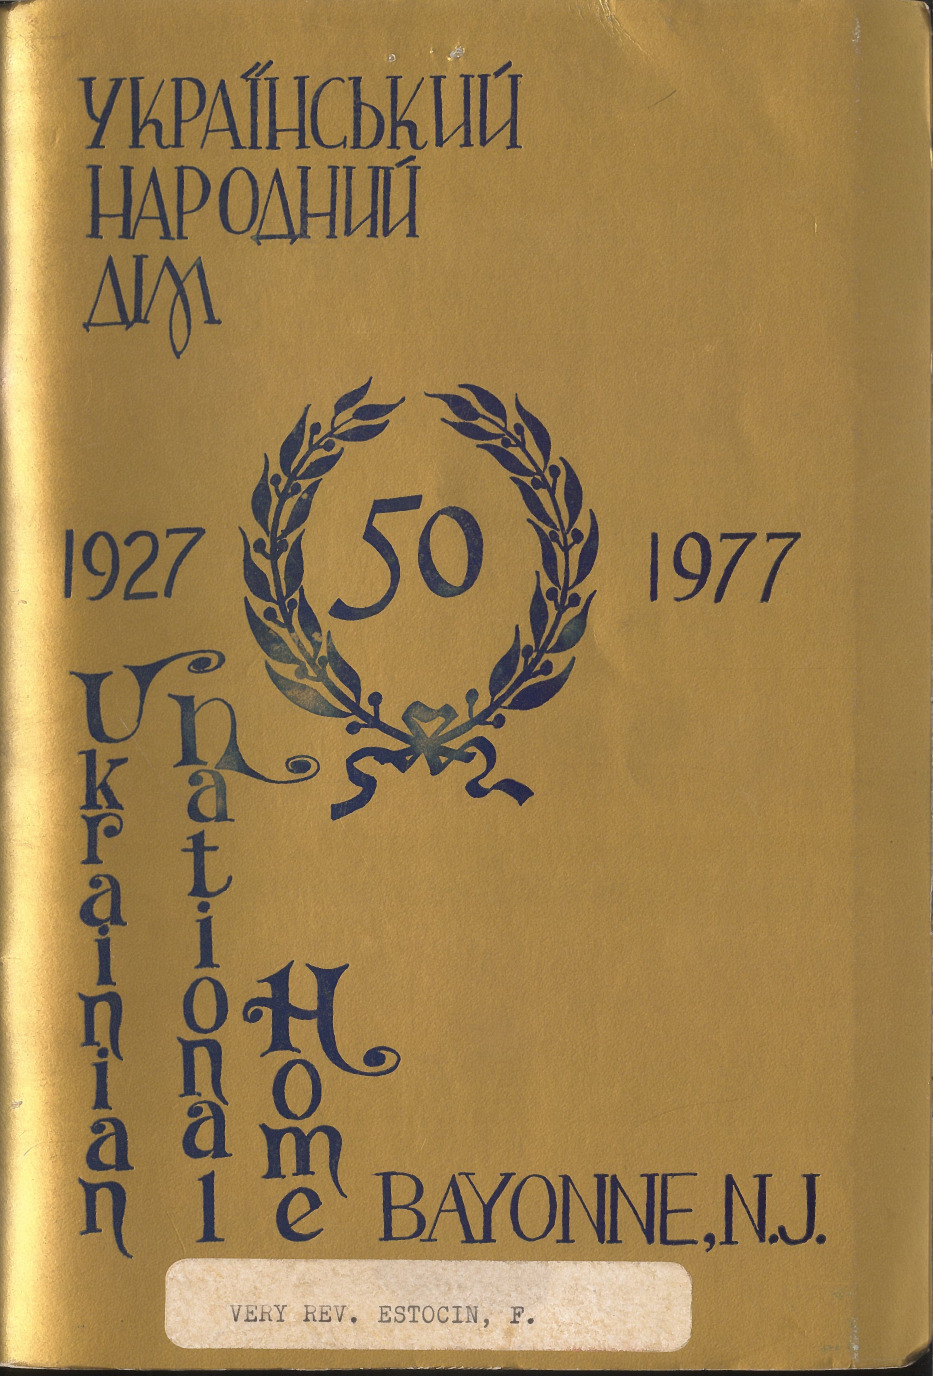 УКРАЇНСЬКИЙ
НАРОДНИЙ
ДІМ
1927 50 1977
Ukrainian
National
Home
BAYONNE, N.J.
VERY REV. ESTOCIN, F.